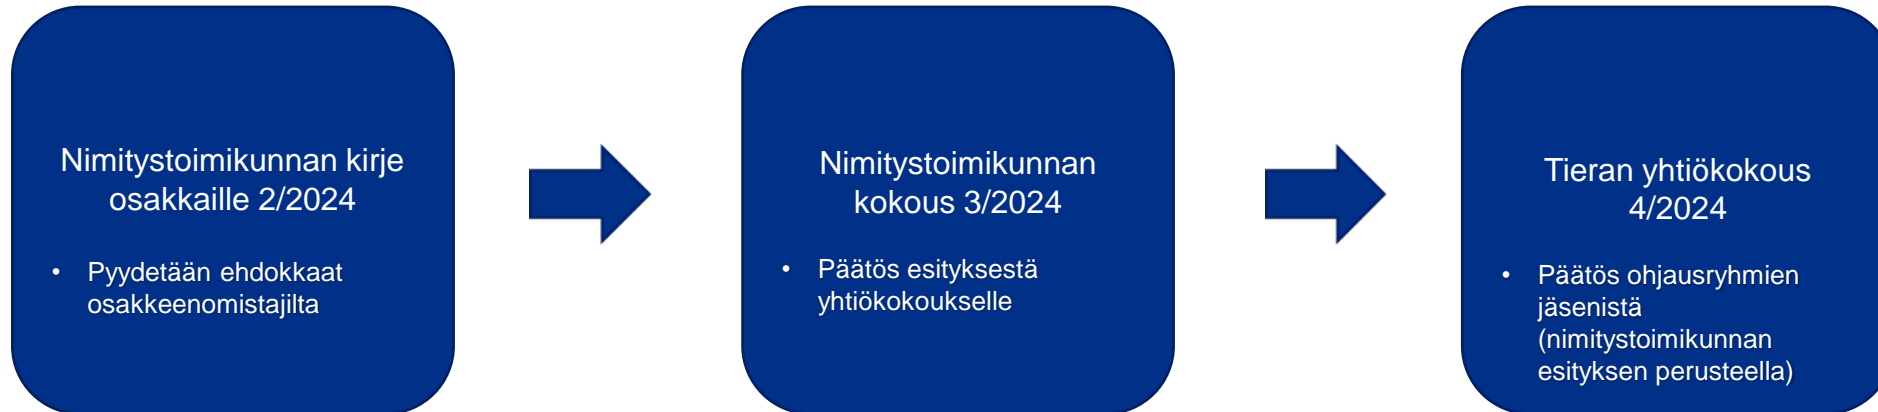 Nimitystoimikunnan kirje
osakkaille 2/2024
• Pyydetään ehdokkaat
osakkeenomistajilta
Nimitystoimikunnan
kokous 3/2024
• Päätös esityksestä
yhtiökokoukselle
Tieran yhtiökokous
4/2024
• Päätös ohjausryhmien
jäsenistä
(nimitystoimikunnan
esityksen perusteella)